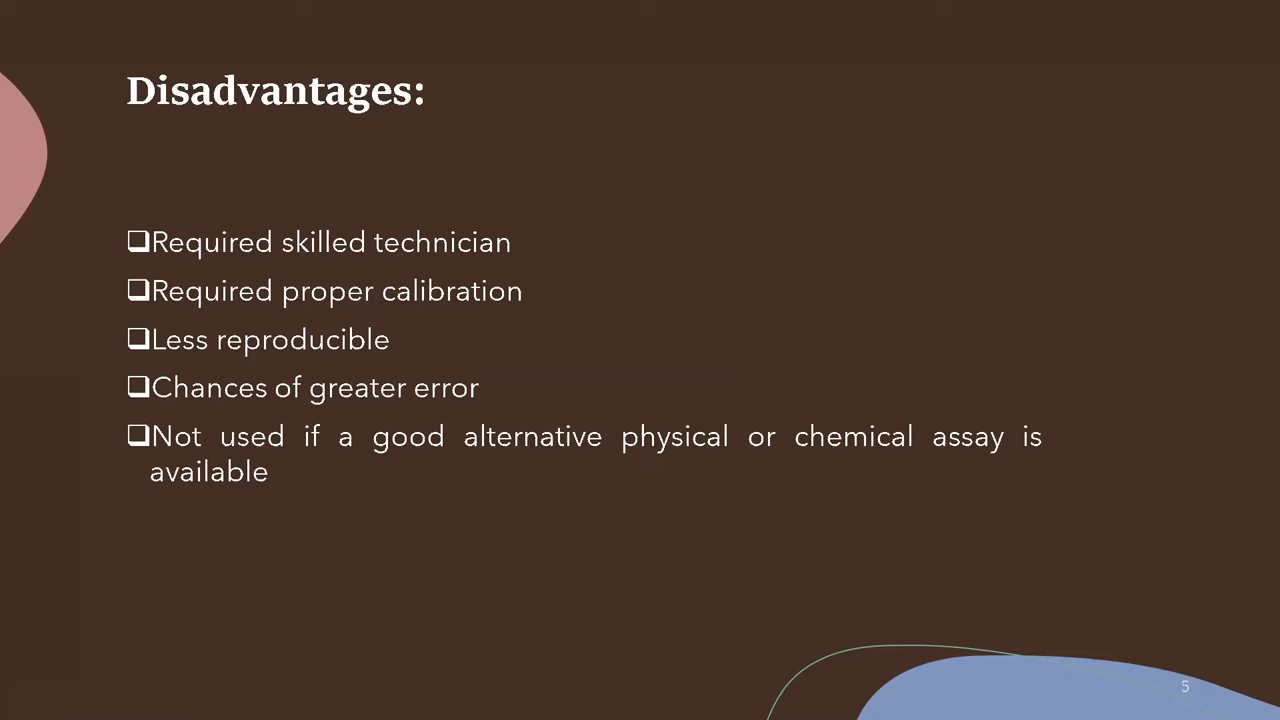 Disadvantages:
❑Required skilled technician
❑Required proper calibration
❑Less reproducible
❑Chances of greater error
❑Not used if a good alternative physical or chemical assay is
available
5